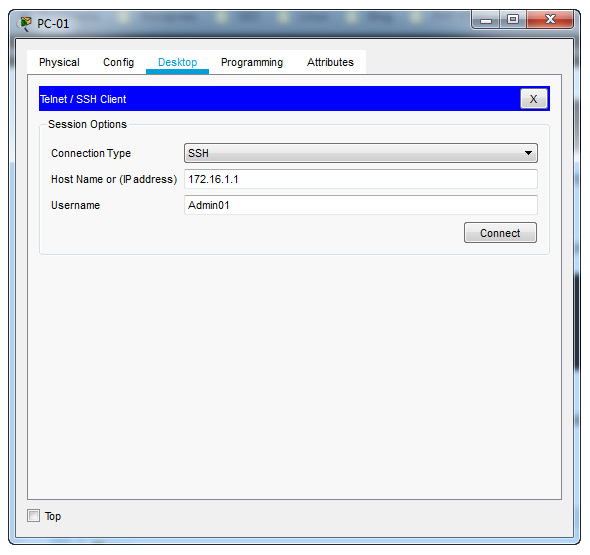 PC-01
Physical Config Desktop Programming Attributes
Telnet / SSH Client X
Session Options
Connection Type SSH
Host Name or (IP address) 172.16.1.1
Username Admin01
Connect
Top